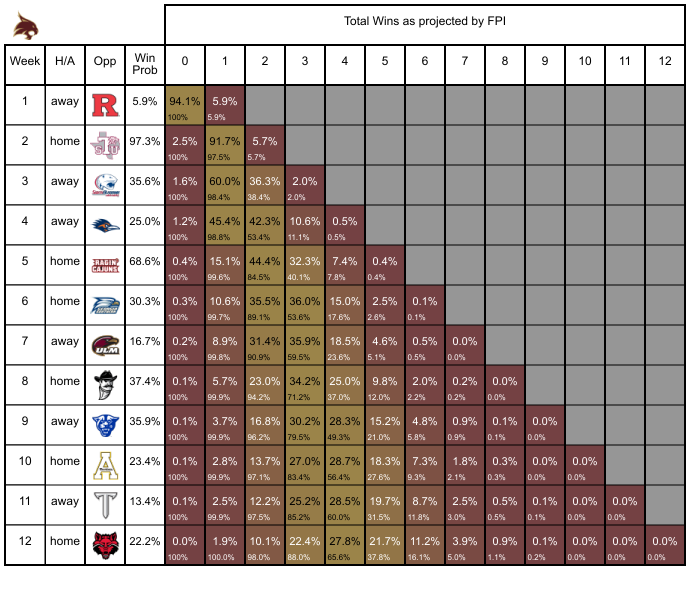 Total Wins as projected by FPI
Week H/A Opp Win Prob 0 1 2 3 4 5 6 7 8 9 10 11 12
1 away R 5.9% 94.1% 5.9%
100% 5.9%
2 home 97.3% 2.5% 91.7% 5.7%
100% 97.5% 5.7%
3 away 35.6% 1.6% 60.0% 36.3% 2.0%
100% 98.4% 38.4% 2.0%
4 away 25.0% 1.2% 45.4% 42.3% 10.6% 0.5%
100% 98.8% 53.4% 11.1% 0.5%
5 home RAGIN CAJUNS 68.6% 0.4% 15.1% 44.4% 32.3% 7.4% 0.4%
100% 99.6% 84.5% 40.1% 7.8% 0.4%
6 home 30.3% 0.3% 10.6% 35.5% 36.0% 15.0% 2.5% 0.1%
100% 99.7% 89.1% 53.6% 17.6% 2.6% 0.1%
7 away ULM 16.7% 0.2% 8.9% 31.4% 35.9% 18.5% 4.6% 0.5% 0.0%
100% 99.8% 90.9% 59.5% 23.6% 5.1% 0.5% 0.0%
8 home 37.4% 0.1% 5.7% 23.0% 34.2% 25.0% 9.8% 2.0% 0.2% 0.0%
100% 99.9% 94.2% 71.2% 37.0% 12.0% 2.2% 0.2% 0.0%
9 away 35.9% 0.1% 3.7% 16.8% 30.2% 28.3% 15.2% 4.8% 0.9% 0.1% 0.0%
100% 99.9% 96.2% 79.5% 49.3% 21.0% 5.8% 0.9% 0.1% 0.0%
10 home A 23.4% 0.1% 2.8% 13.7% 27.0% 28.7% 18.3% 7.3% 1.8% 0.3% 0.0% 0.0%
100% 99.9% 97.1% 83.4% 56.4% 27.6% 9.3% 2.1% 0.3% 0.0% 0.0%
11 away T 13.4% 0.1% 2.5% 12.2% 25.2% 28.5% 19.7% 8.7% 2.5% 0.5% 0.1% 0.0% 0.0%
100% 99.9% 97.5% 85.2% 60.0% 31.5% 11.8% 3.0% 0.5% 0.1% 0.0% 0.0%
12 home 22.2% 0.0% 1.9% 10.1% 22.4% 27.8% 21.7% 11.2% 3.9% 0.9% 0.1% 0.0% 0.0% 0.0%
100% 100.0% 98.0% 88.0% 65.6% 37.8% 16.1% 5.0% 1.1% 0.2% 0.0% 0.0% 0.0%